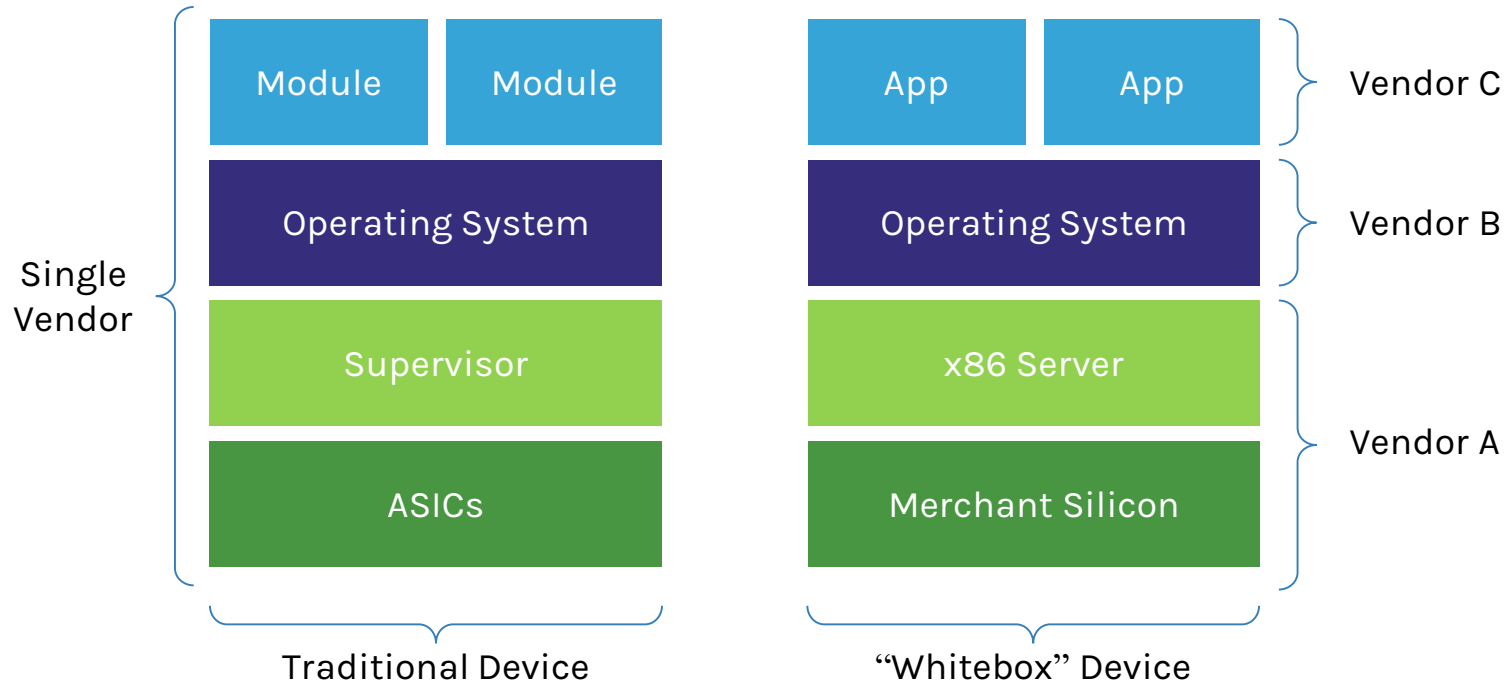 Module
Module
App
App
Vendor C
Operating System
Operating System
Vendor B
Single
Vendor
Supervisor
x86 Server
Vendor A
ASICs
Merchant Silicon
Traditional Device
“Whitebox” Device